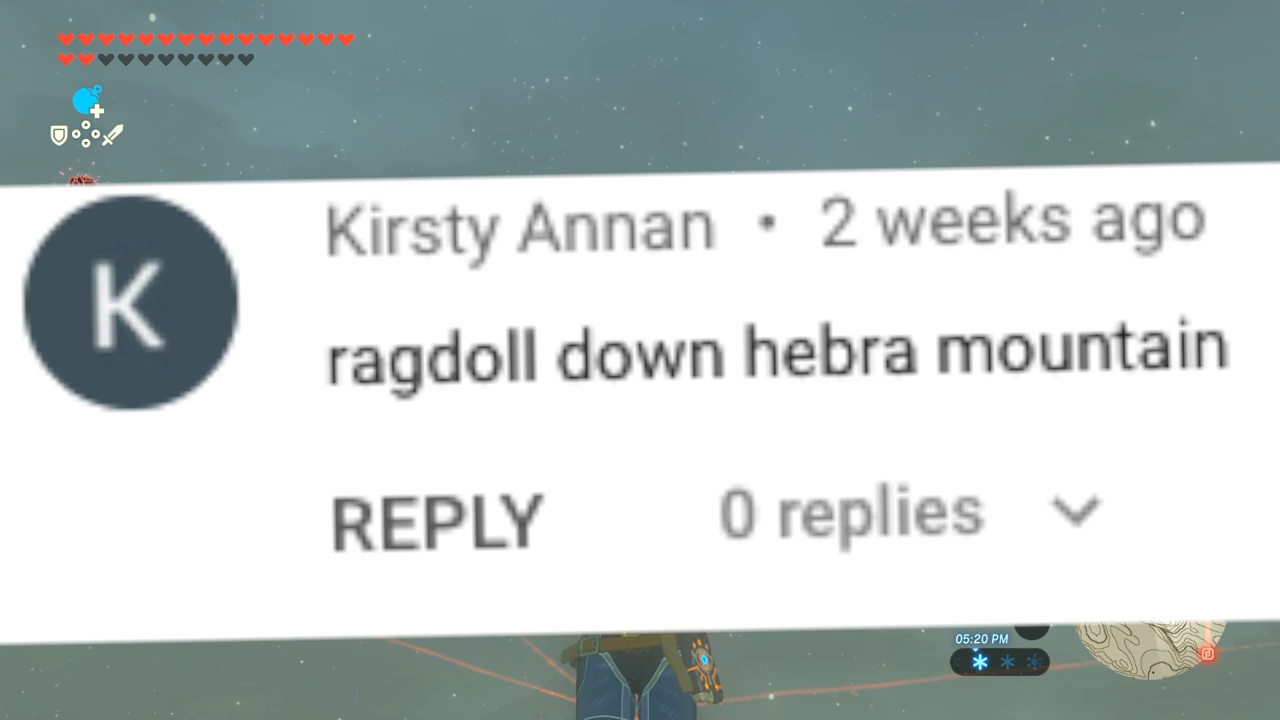 Kirsty Annan • 2 weeks ago
K
ragdoll down hebra mountain
REPLY 0 replies
05:20 PM